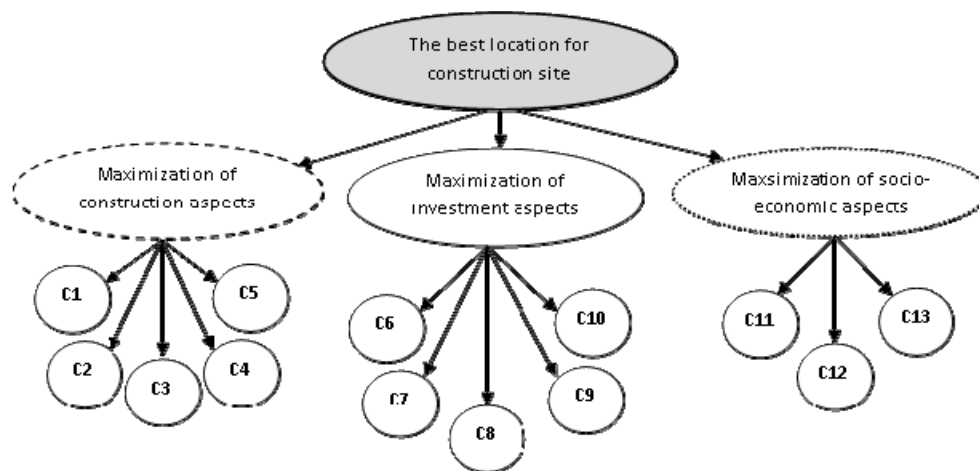 The best location for
construction site
Maximization of
construction aspects
Maximization of
investment aspects
Maxsimization of socio-
economic aspects
C1
C5
C2
C3
C4
C6
C10
C7
C8
C9
C11
C13
C12